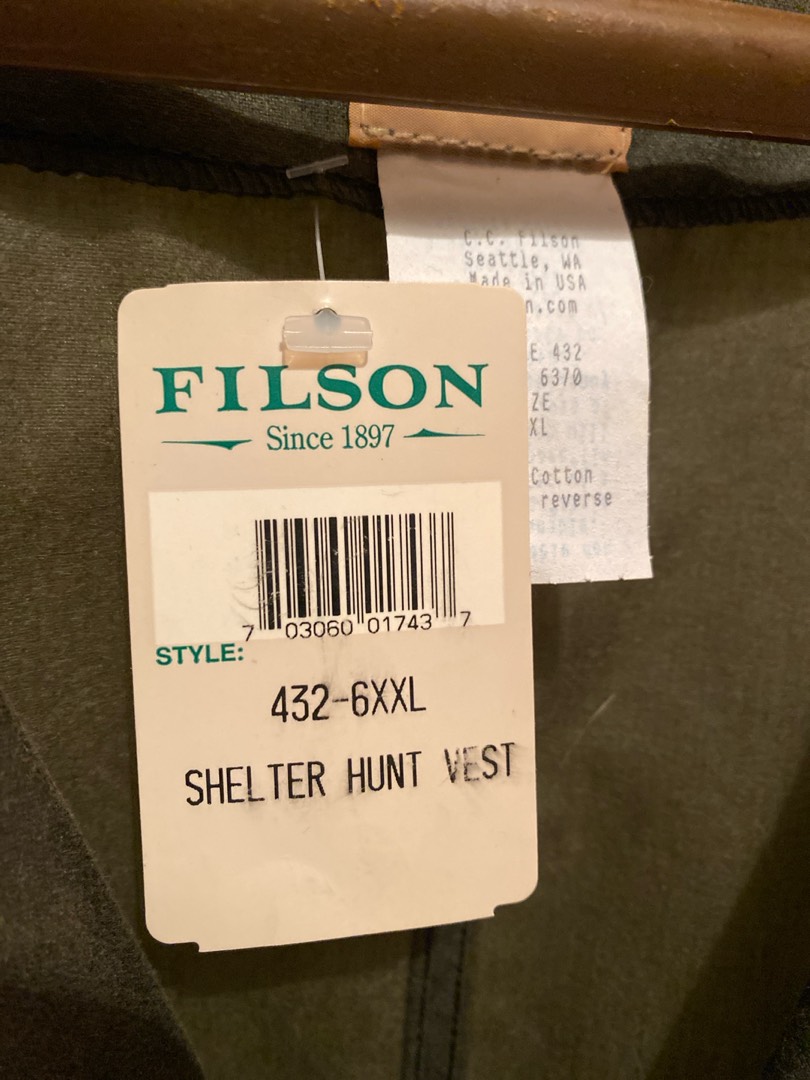 FILSON
Since 1897
7 03060 01743 7
STYLE:
432-6XXL
SHELTER HUNT VEST
C.C. Filson
Seattle, WA
Made in USA
n.com
E 432
6370
ZE
XL
Cotton
reverse